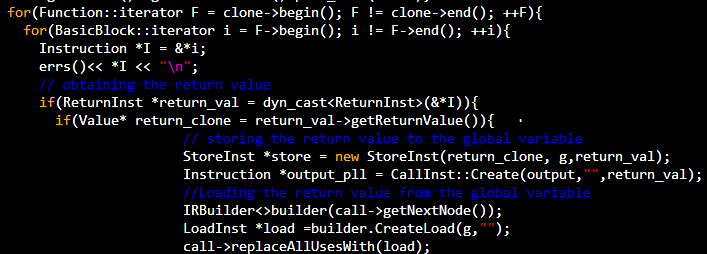 for(Function::iterator F = clone->begin(); F != clone->end(); ++F){
for(BasicBlock::iterator i = F->begin(); i != F->end(); ++i){
Instruction *I = &*i;
errs()<< *I << "\n";
// obtaining the return value
if(ReturnInst *return_val = dyn_cast<ReturnInst>(&*I)){
if(Value* return_clone = return_val->getReturnValue()){
// storing the return value to the global variable
StoreInst *store = new StoreInst(return_clone, g,return_val);
Instruction *output_pll = CallInst::Create(output,"",return_val);
//Loading the return value from the global variable
IRBuilder<>builder(call->getNextNode());
LoadInst *load =builder.CreateLoad(g,"");
call->replaceAllUsesWith(load);